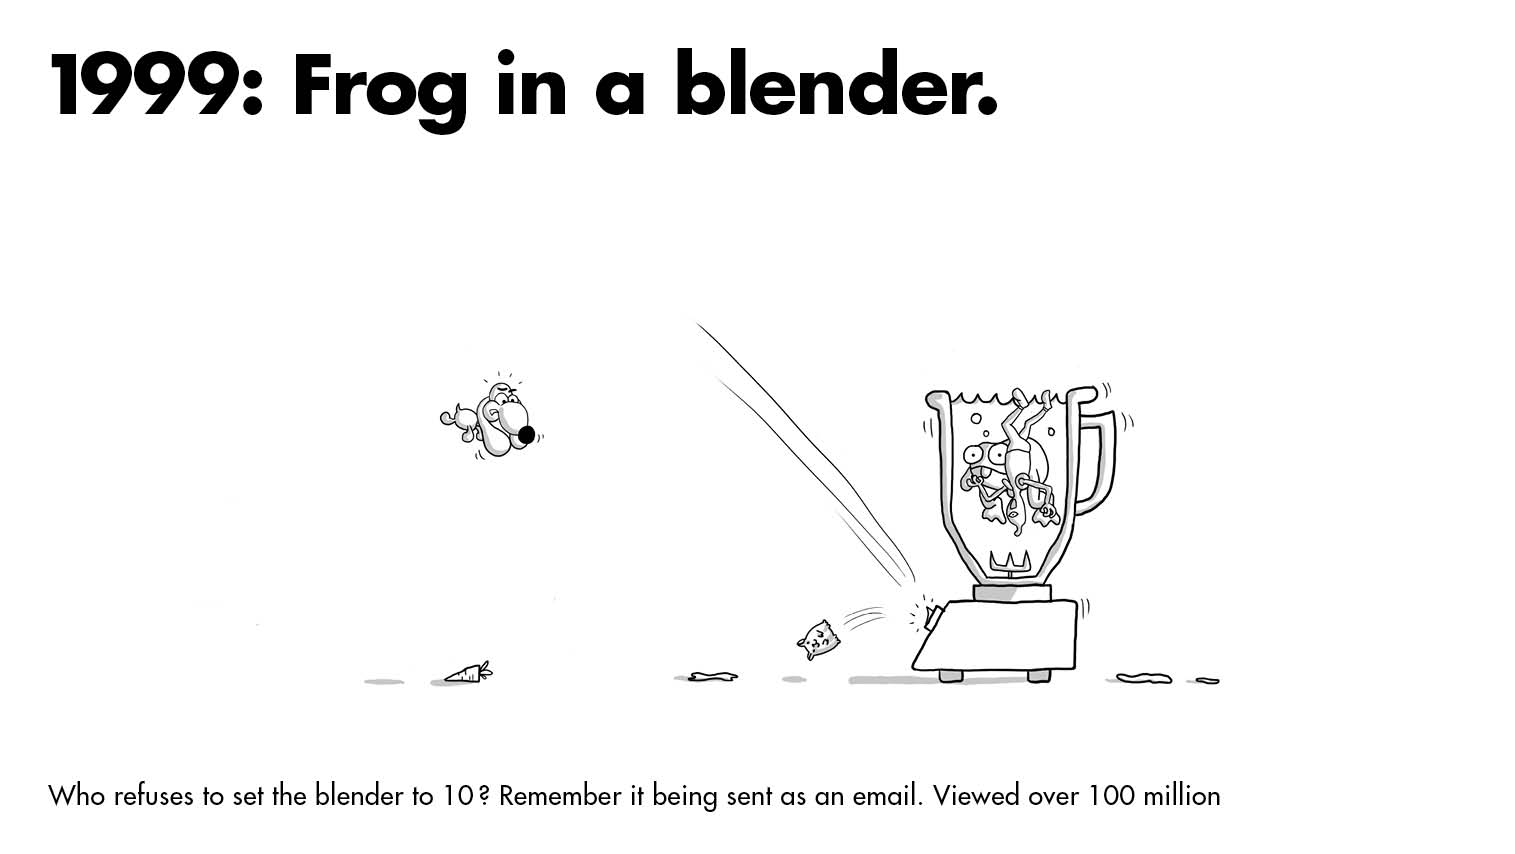 1999: Frog in a blender.
Who refuses to set the blender to 10? Remember it being sent as an email. Viewed over 100 million